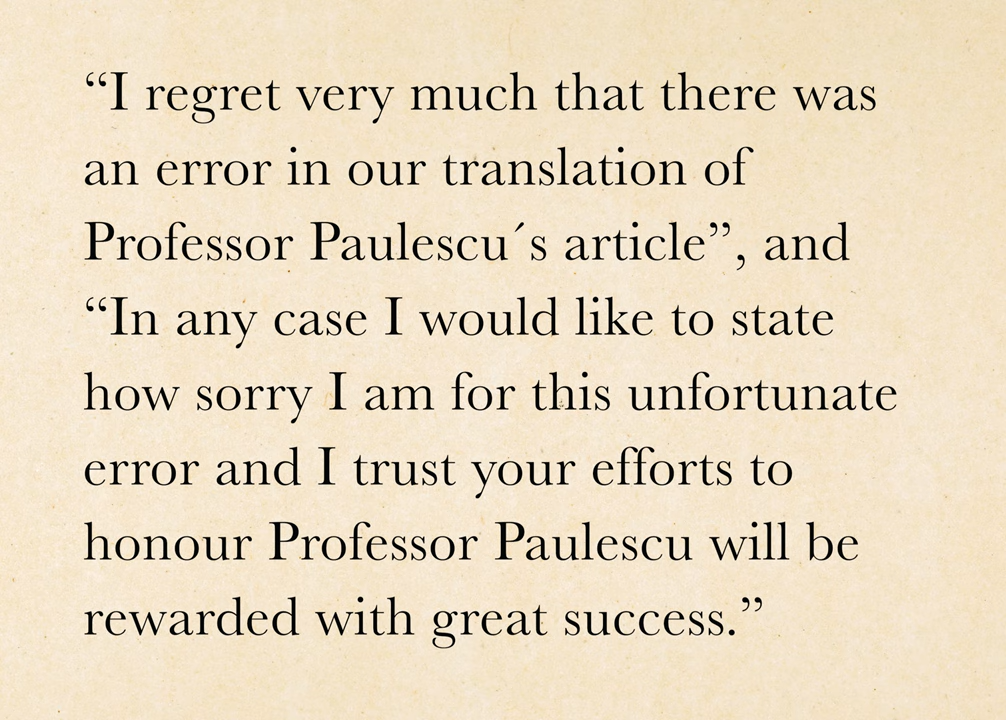 “I regret very much that there was
an error in our translation of
Professor Paulescu´s article”, and
“In any case I would like to state
how sorry I am for this unfortunate
error and I trust your efforts to
honour Professor Paulescu will be
rewarded with great success.”